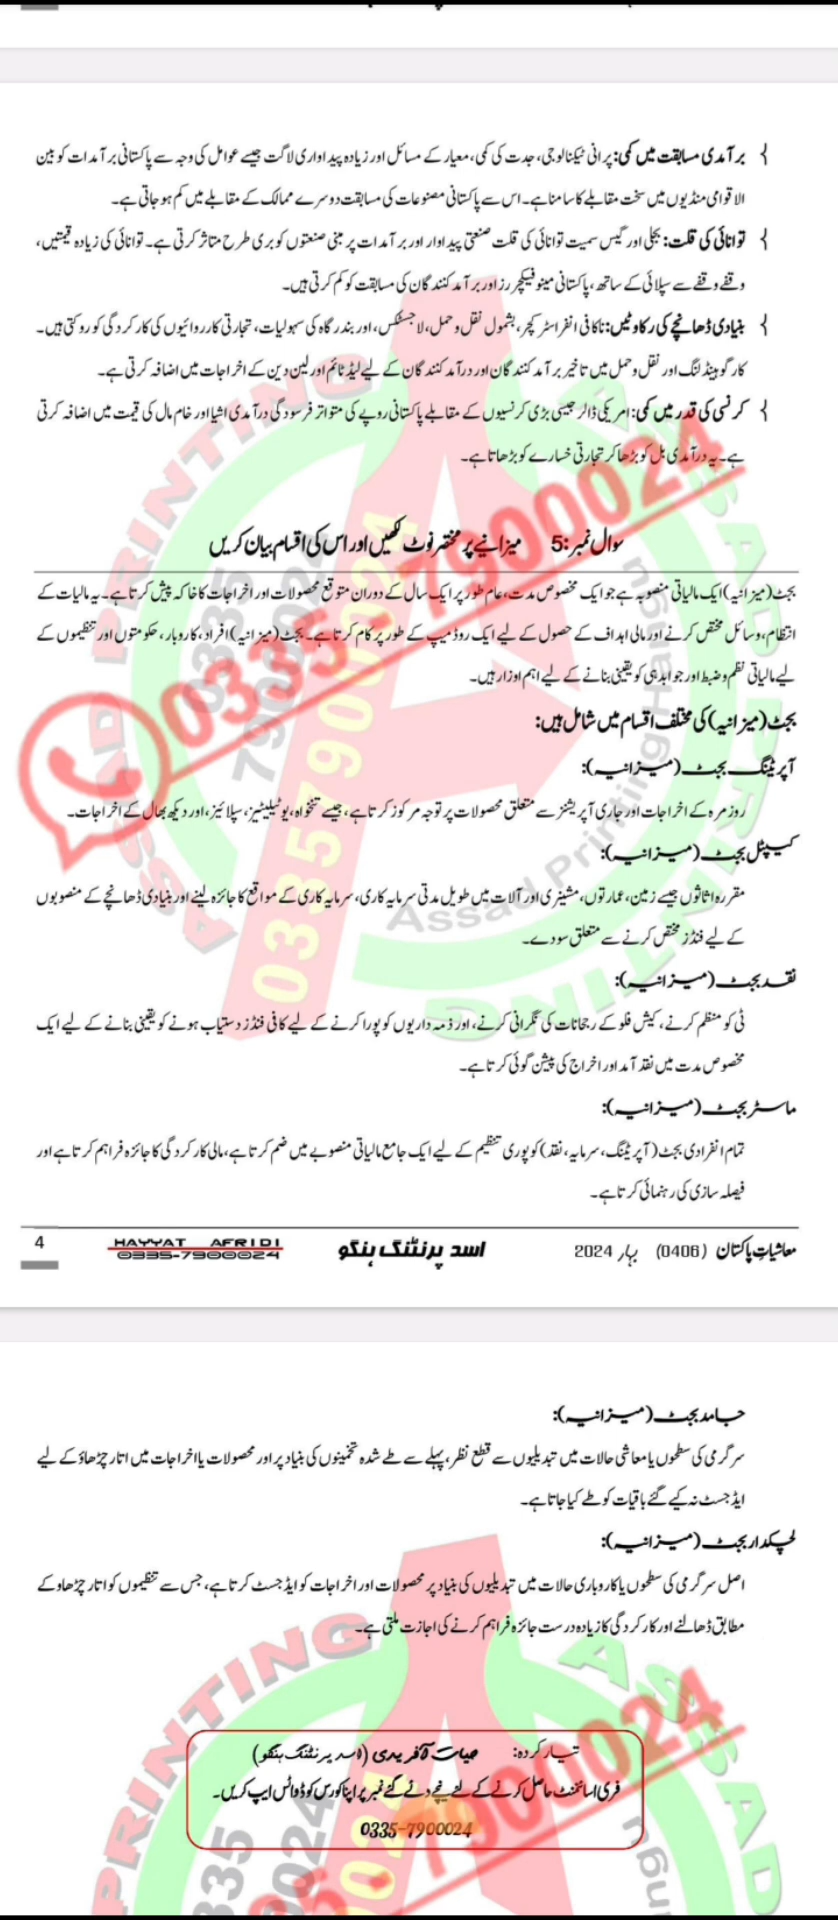 برآمدی مسابقت میں کمی: پرانی ٹیکنالوجی، جدت کی کمی، معیار کے مسائل اور زیادہ پیداواری لاگت جیسے عوامل کی وجہ سے پاکستانی برآمدات کو بین
الاقوامی منڈیوں میں سخت مقابلے کا سامنا ہے۔ اس سے پاکستانی مصنوعات کی مسابقت دوسرے ممالک کے مقابلے میں کم ہو جاتی ہے۔
توانائی کی قلت: بجلی اور گیس سمیت توانائی کی قلت صنعتی پیداوار اور برآمدات پر مبنی صنعتوں کو بری طرح متاثر کرتی ہے۔ توانائی کی زیادہ قیمتیں،
وقفے وقفے سے سپلائی کے ساتھ، پاکستانی مینوفیکچررز اور برآمد کنندگان کی مسابقت کو کم کرتی ہیں۔
بنیادی ڈھانچے کی رکاوٹیں: ناکافی انفراسٹرکچر، بشمول نقل و حمل، لاجسٹکس، اور بندرگاہ کی سہولیات، تجارتی کارروائیوں کی کارکردگی کو روکتی ہیں۔
کارگو ہینڈلنگ اور نقل و حمل میں تاخیر برآمد کنندگان اور درآمد کنندگان کے لیے لیڈ ٹائم اور لین دین کے اخراجات میں اضافہ کرتی ہے۔
کرنسی کی قدر میں کمی: امریکی ڈالر جیسی بڑی کرنسیوں کے مقابلے پاکستانی روپے کی متواتر فرسودگی درآمدی اشیا اور خام مال کی قیمت میں اضافہ کرتی
ہے۔ یہ درآمدی بل کو بڑھا کر تجارتی خسارے کو بڑھاتا ہے۔
سوال نمبر:5 میزانیے پر مختصر نوٹ لکھیں اور اس کی اقسام بیان کریں
بجٹ (میزانیہ) ایک مالیاتی منصوبہ ہے جو ایک مخصوص مدت، عام طور پر ایک سال کے دوران متوقع محصولات اور اخراجات کا خاکہ پیش کرتا ہے۔ یہ مالیات کے
انتظام، وسائل مختص کرنے اور مالی اہداف کے حصول کے لیے ایک روڈ میپ کے طور پر کام کرتا ہے۔ بجٹ (میزانیہ) افراد، کاروبار، حکومتوں اور تنظیموں کے
لیے مالیاتی نظم و ضبط اور جوابدہی کو یقینی بنانے کے لیے اہم اوزار ہیں۔
بجٹ (میزانیہ) کی مختلف اقسام میں شامل ہیں:
آپریٹنگ بجٹ (میزانیہ):
روزمرہ کے اخراجات اور جاری آپریشنز سے متعلق محصولات پر توجہ مرکوز کرتا ہے، جیسے تنخواہ، یوٹیلیٹیز، سپلائیز، اور دیکھ بھال کے اخراجات۔
کیپٹل بجٹ (میزانیہ):
مقررہ اثاثوں جیسے زمین، عمارتوں، مشینری اور آلات میں طویل مدتی سرمایہ کاری، سرمایہ کاری کے مواقع کا جائزہ لینے اور بنیادی ڈھانچے کے منصوبوں
کے لیے فنڈز مختص کرنے سے متعلق سودے۔
نقد بجٹ (میزانیہ):
ٹی کو منظم کرنے، کیش فلو کے رجحانات کی نگرانی کرنے، اور ذمہ داریوں کو پورا کرنے کے لیے کافی فنڈز دستیاب ہونے کو یقینی بنانے کے لیے ایک
مخصوص مدت میں نقد آمد اور اخراج کی پیشن گوئی کرتا ہے۔
ماسٹر بجٹ (میزانیہ):
تمام انفرادی بجٹ (آپریٹنگ، سرمایہ، نقد) کو پوری تنظیم کے لیے ایک جامع مالیاتی منصوبے میں ضم کرتا ہے، مالی کارکردگی کا جائزہ فراہم کرتا ہے اور
فیصلہ سازی کی رہنمائی کرتا ہے۔
معاشیات پاکستان (0406) بہار 2024 اسد پرنٹنگ ہنگو HAYYAT AFRIDI 4
0335-7900024
جامد بجٹ (میزانیہ):
سرگرمی کی سطحوں یا معاشی حالات میں تبدیلیوں سے قطع نظر، پہلے سے طے شدہ تخمینوں کی بنیاد پر اور محصولات یا اخراجات میں اتار چڑھاؤ کے لیے
ایڈجسٹ نہ کیے گئے باقیات کو طے کیا جاتا ہے۔
لچکدار بجٹ (میزانیہ):
اصل سرگرمی کی سطحوں یا کاروباری حالات میں تبدیلیوں کی بنیاد پر محصولات اور اخراجات کو ایڈجسٹ کرتا ہے، جس سے تنظیموں کو اتار چڑھاو کے
مطابق ڈھالنے اور کارکردگی کا زیادہ درست جائزہ فراہم کرنے کی اجازت ملتی ہے۔
تیار کردہ: حیات آفریدی (اسد پرنٹنگ ہنگو)
فری اسائنمنٹ حاصل کرنے کے لئے نیچے دئے گئے نمبر پر اپنا کورس کوڈ واٹس ایپ کریں۔
0335-7900024
ASSAD PRINTING
Assad Printing Hangu
0335-7900024
0335 7900024
03357900024